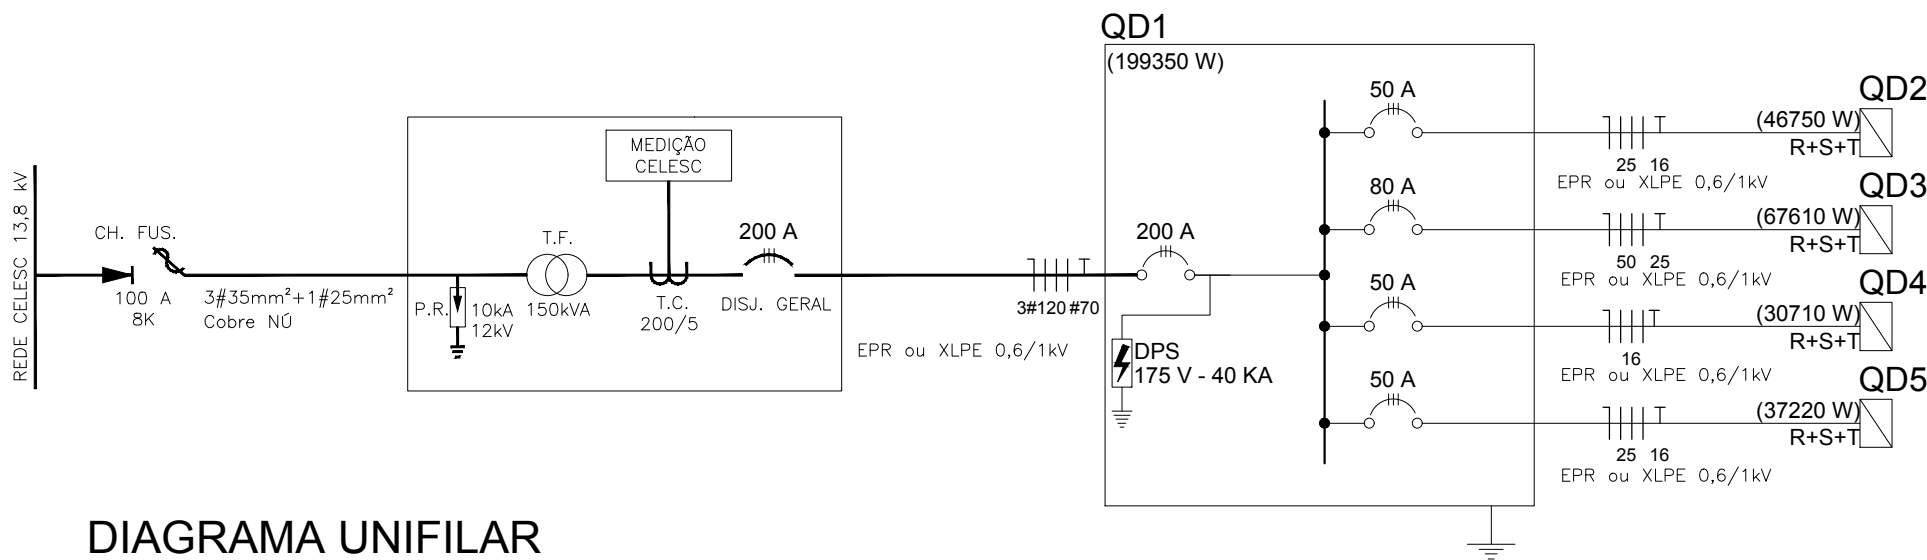 REDE CELESC 13,8 kV
CH. FUS.
100 A
8K
3#35mm²+1#25mm²
Cobre NÚ
P.R.
10kA
12kV
T.F.
150kVA
MEDIÇÃO
CELESC
T.C.
200/5
200 A
DISJ. GERAL
3#120 #70
EPR ou XLPE 0,6/1kV
QD1
(199350 W)
200 A
DPS
175 V - 40 KA
50 A
25 16
EPR ou XLPE 0,6/1kV
(46750 W)
R+S+T
QD2
80 A
50 25
EPR ou XLPE 0,6/1kV
(67610 W)
R+S+T
QD3
50 A
16
EPR ou XLPE 0,6/1kV
(30710 W)
R+S+T
QD4
50 A
25 16
EPR ou XLPE 0,6/1kV
(37220 W)
R+S+T
QD5
DIAGRAMA UNIFILAR